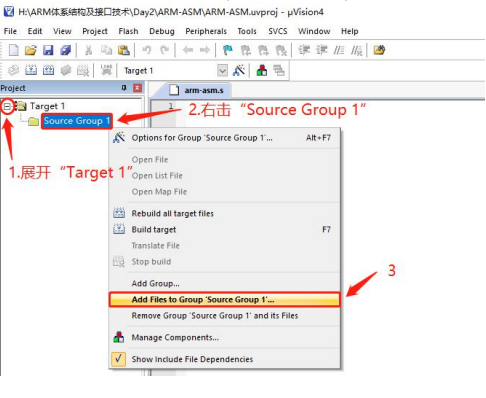 H:\ARM体系结构及接口技术\Day2\ARM-ASM\ARM-ASM.uvproj - µVision4
File Edit View Project Flash Debug Peripherals Tools SVCS Window Help
Target 1
Project
arm-asm.s
Target 1
1
2.右击“Source Group 1”
Source Group 1
1.展开“Target 1”
Options for Group 'Source Group 1'... Alt+F7
Open File
Open List File
Open Map File
Rebuild all target files
Build target F7
Translate File
Stop build
Add Group...
3
Add Files to Group 'Source Group 1'...
Remove Group 'Source Group 1' and its Files
Manage Components...
Show Include File Dependencies